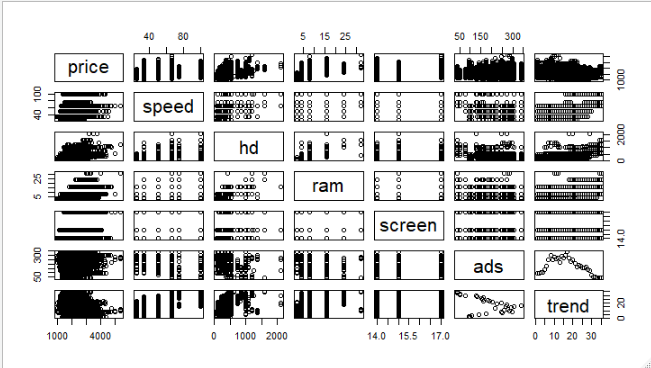 40 80
5 15 25
50 150 300
price
1000
40 100
speed
hd
0 2000
5 25
ram
screen
14.0
50 300
ads
trend
0 20
1000 4000
0 1000 2000
14.0 15.5 17.0
0 10 20 30